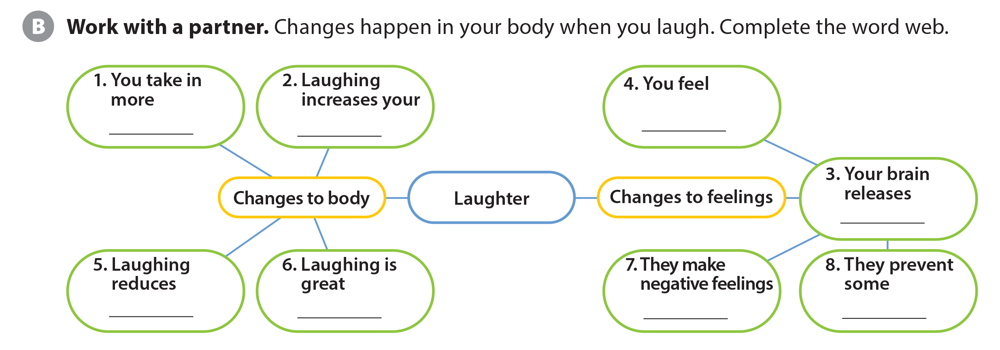 B Work with a partner. Changes happen in your body when you laugh. Complete the word web.
1. You take in
more
2. Laughing
increases your
4. You feel
3. Your brain
releases
Changes to body
Laughter
Changes to feelings
5. Laughing
reduces
6. Laughing is
great
7. They make
negative feelings
8. They prevent
some